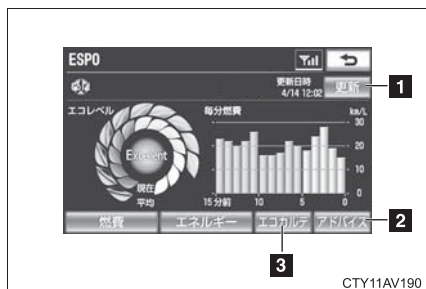 ESPO
更新日時
4/14 12:02
更新
1
エコレベル
毎分燃費
km/L
30
20
10
0
Excellent
現在
平均
15分前 10 5 0
燃費 エネルギー エコカルテ アドバイス
2
3
CTY11AV190